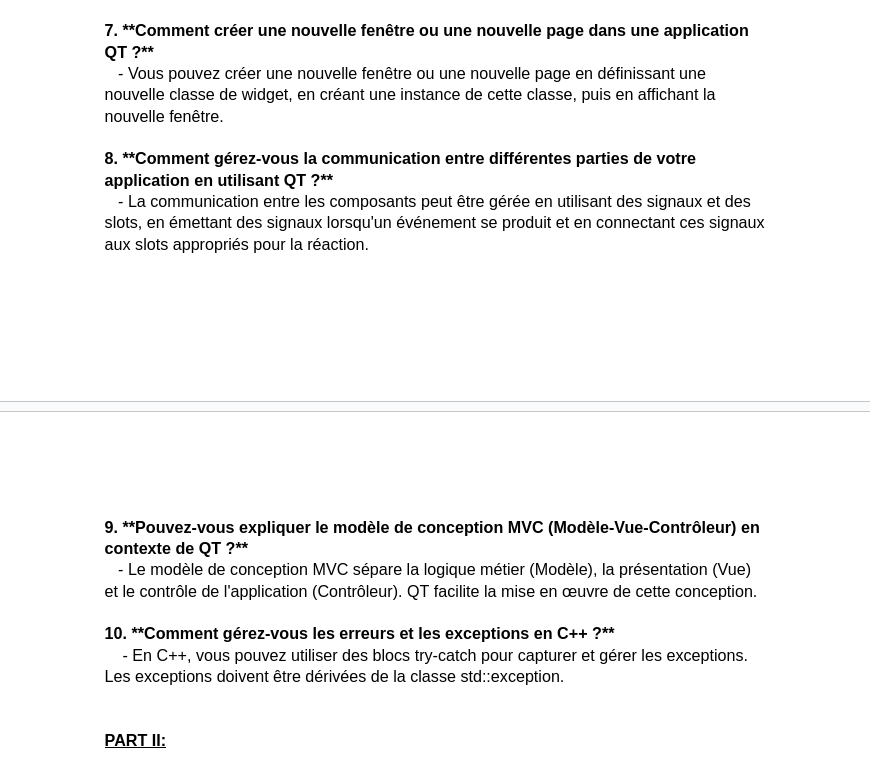 7. **Comment créer une nouvelle fenêtre ou une nouvelle page dans une application
QT ?**
- Vous pouvez créer une nouvelle fenêtre ou une nouvelle page en définissant une
nouvelle classe de widget, en créant une instance de cette classe, puis en affichant la
nouvelle fenêtre.
8. **Comment gérez-vous la communication entre différentes parties de votre
application en utilisant QT ?**
- La communication entre les composants peut être gérée en utilisant des signaux et des
slots, en émettant des signaux lorsqu'un événement se produit et en connectant ces signaux
aux slots appropriés pour la réaction.
9. **Pouvez-vous expliquer le modèle de conception MVC (Modèle-Vue-Contrôleur) en
contexte de QT ?**
- Le modèle de conception MVC sépare la logique métier (Modèle), la présentation (Vue)
et le contrôle de l'application (Contrôleur). QT facilite la mise en œuvre de cette conception.
10. **Comment gérez-vous les erreurs et les exceptions en C++ ?**
- En C++, vous pouvez utiliser des blocs try-catch pour capturer et gérer les exceptions.
Les exceptions doivent être dérivées de la classe std::exception.
PART II: